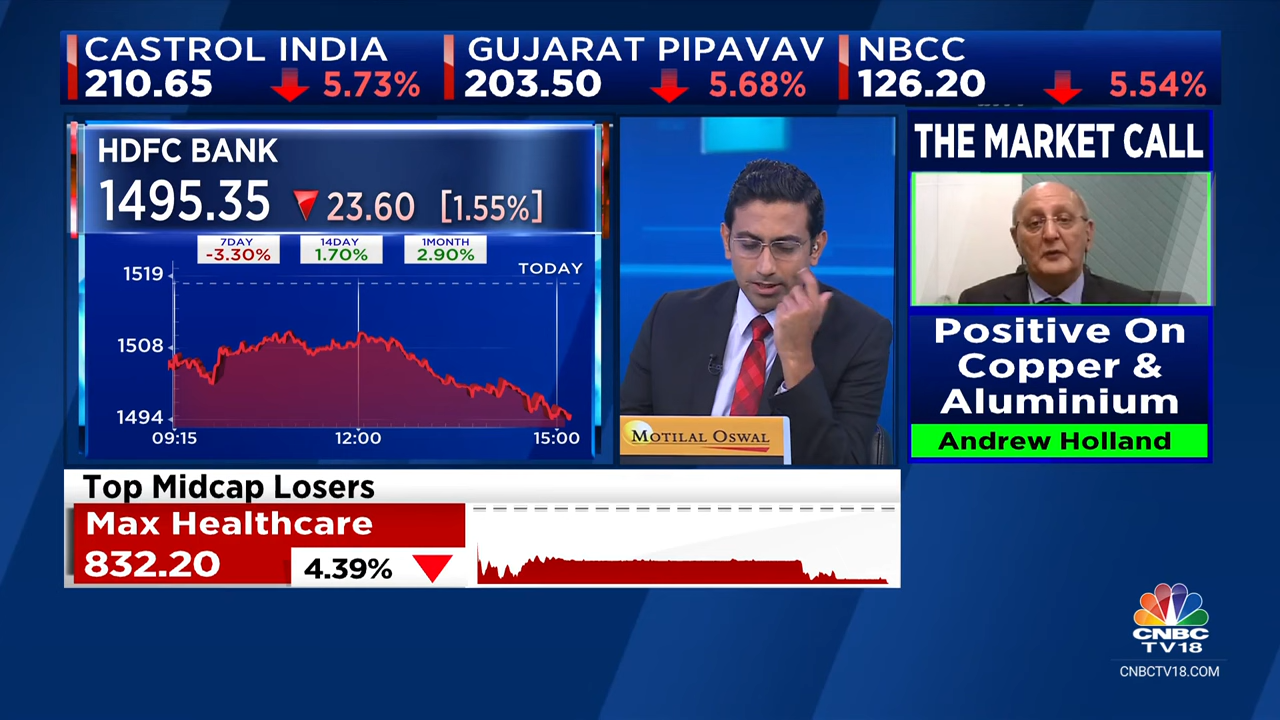 CASTROL INDIA
210.65 5.73%
GUJARAT PIPAVAV
203.50 5.68%
NBCC
126.20 5.54%
HDFC BANK
1495.35 23.60 [1.55%]
7DAY
-3.30%
14DAY
1.70%
1MONTH
2.90%
TODAY
1519
1508
1494
09:15 12:00 15:00
MOTILAL OSWAL
THE MARKET CALL
Positive On
Copper &
Aluminium
Andrew Holland
Top Midcap Losers
Max Healthcare
832.20 4.39%
CNBC
TV18
CNBCTV18.COM